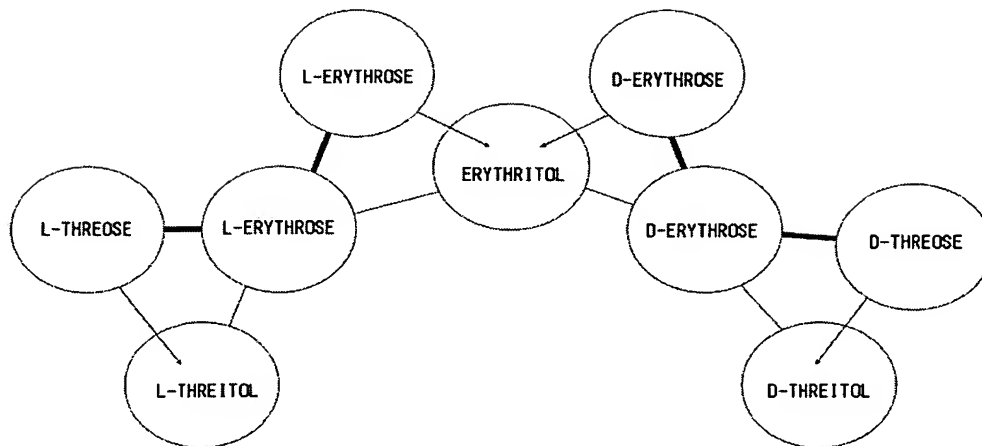 L-ERYTHROSE
D-ERYTHROSE
ERYTHRITOL
L-THREOSE
L-ERYTHROSE
D-ERYTHROSE
D-THREOSE
L-THREITOL
D-THREITOL